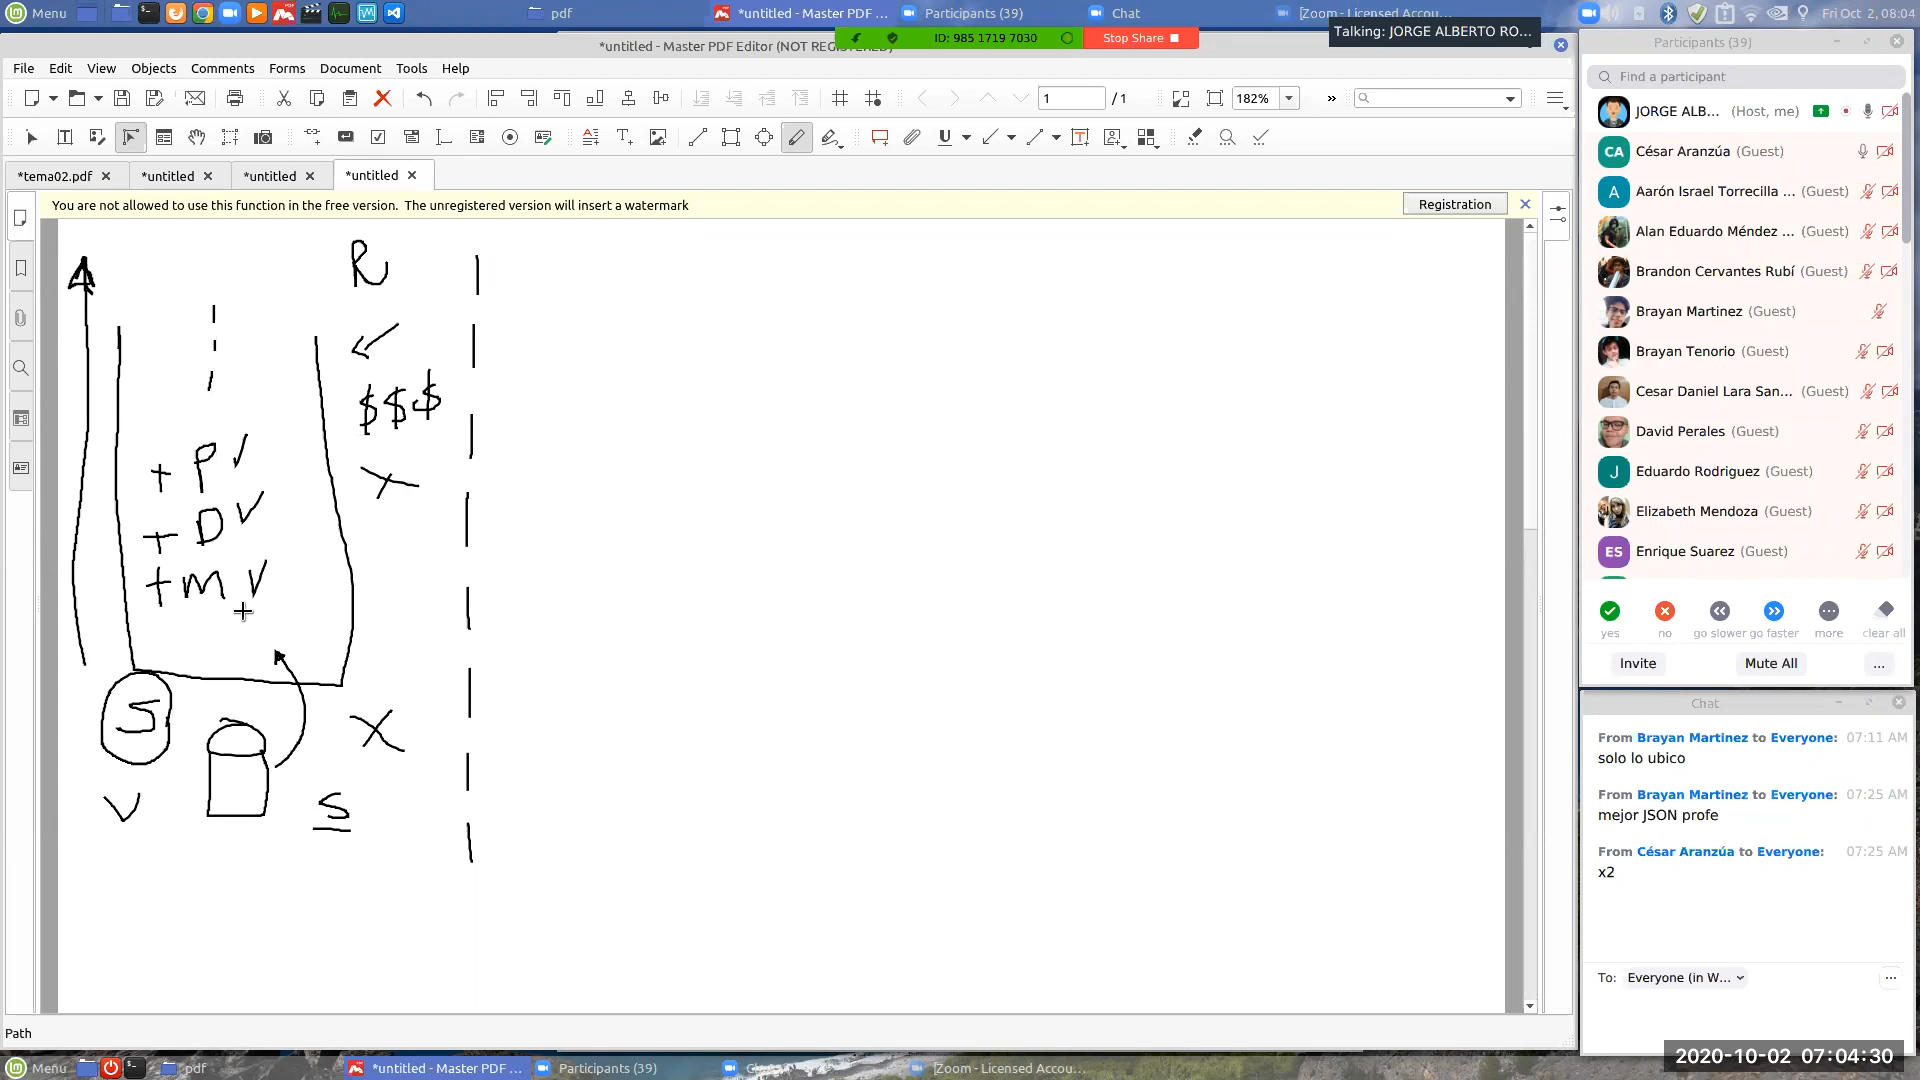 Menu
pdf
*untitled - Master PDF ...
Participants (39)
Chat
[Zoom - Licensed Accou...
Fri Oct 2, 08:04
*untitled - Master PDF Editor (NOT REGISTERED)
ID: 985 1719 7030
Stop Share
Talking: JORGE ALBERTO RO...
File Edit View Objects Comments Forms Document Tools Help
1 / 1
182%
*tema02.pdf
*untitled
*untitled
*untitled
You are not allowed to use this function in the free version. The unregistered version will insert a watermark
Registration
R
$$$
+ P ✓
X
+ D ✓
+ M ✓
S
X
V
S
Path
Participants (39)
Find a participant
JORGE ALB... (Host, me)
CA César Aranzúa (Guest)
A Aarón Israel Torrecilla ... (Guest)
Alan Eduardo Méndez ... (Guest)
Brandon Cervantes Rubí (Guest)
Brayan Martinez (Guest)
Brayan Tenorio (Guest)
Cesar Daniel Lara San... (Guest)
David Perales (Guest)
J Eduardo Rodriguez (Guest)
Elizabeth Mendoza (Guest)
ES Enrique Suarez (Guest)
yes no go slower go faster more clear all
Invite Mute All ...
Chat
From Brayan Martinez to Everyone: 07:11 AM
solo lo ubico
From Brayan Martinez to Everyone: 07:25 AM
mejor JSON profe
From César Aranzúa to Everyone: 07:25 AM
x2
To: Everyone (in W...
2020-10-02 07:04:30
Menu
pdf
*untitled - Master PDF ...
Participants (39)
[Zoom - Licensed Accou...